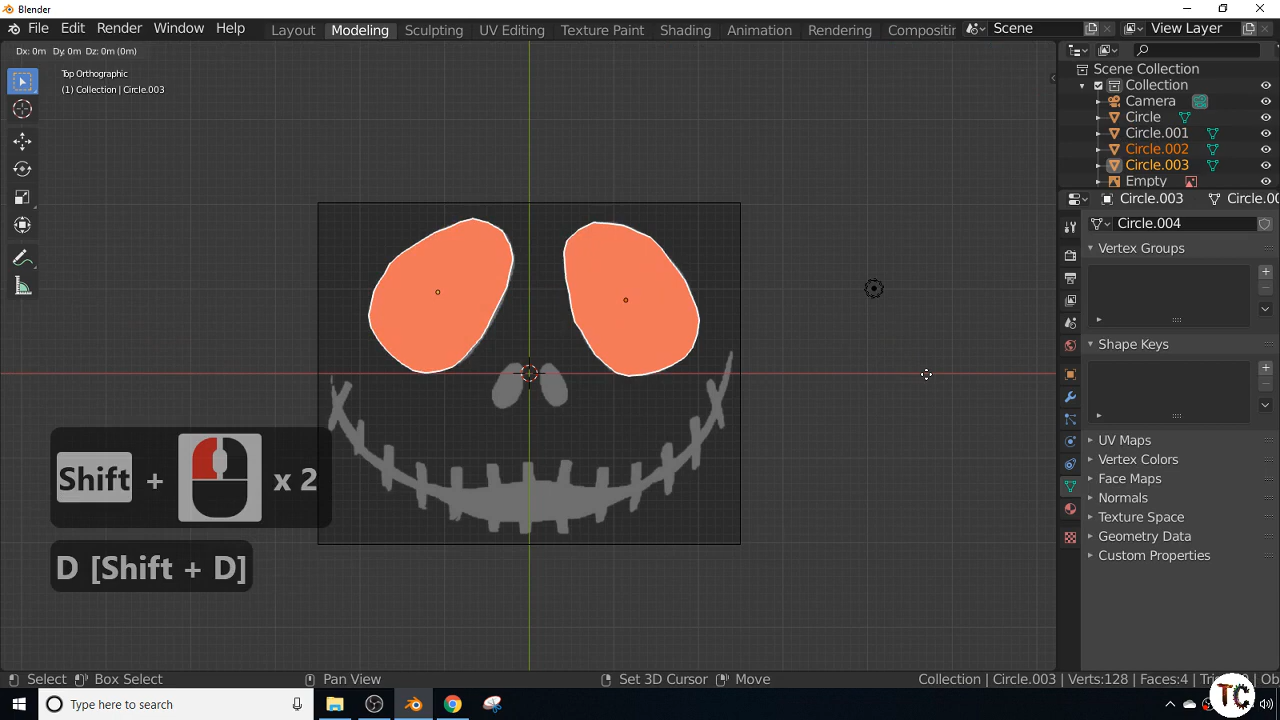 Blender
File Edit Render Window Help
Layout Modeling Sculpting UV Editing Texture Paint Shading Animation Rendering Compositir
Scene
View Layer
Dx: 0m Dy: 0m Dz: 0m (0m)
Top Orthographic
(1) Collection | Circle.003
Scene Collection
Collection
Camera
Circle
Circle.001
Circle.002
Circle.003
Empty
Circle.003
Circle.00
Circle.004
Vertex Groups
Shape Keys
UV Maps
Vertex Colors
Face Maps
Normals
Texture Space
Geometry Data
Custom Properties
Shift + x 2
D [Shift + D]
Select Box Select Pan View Set 3D Cursor Move
Collection | Circle.003 | Verts:128 | Faces:4 | Tri
Ob
Type here to search
TC